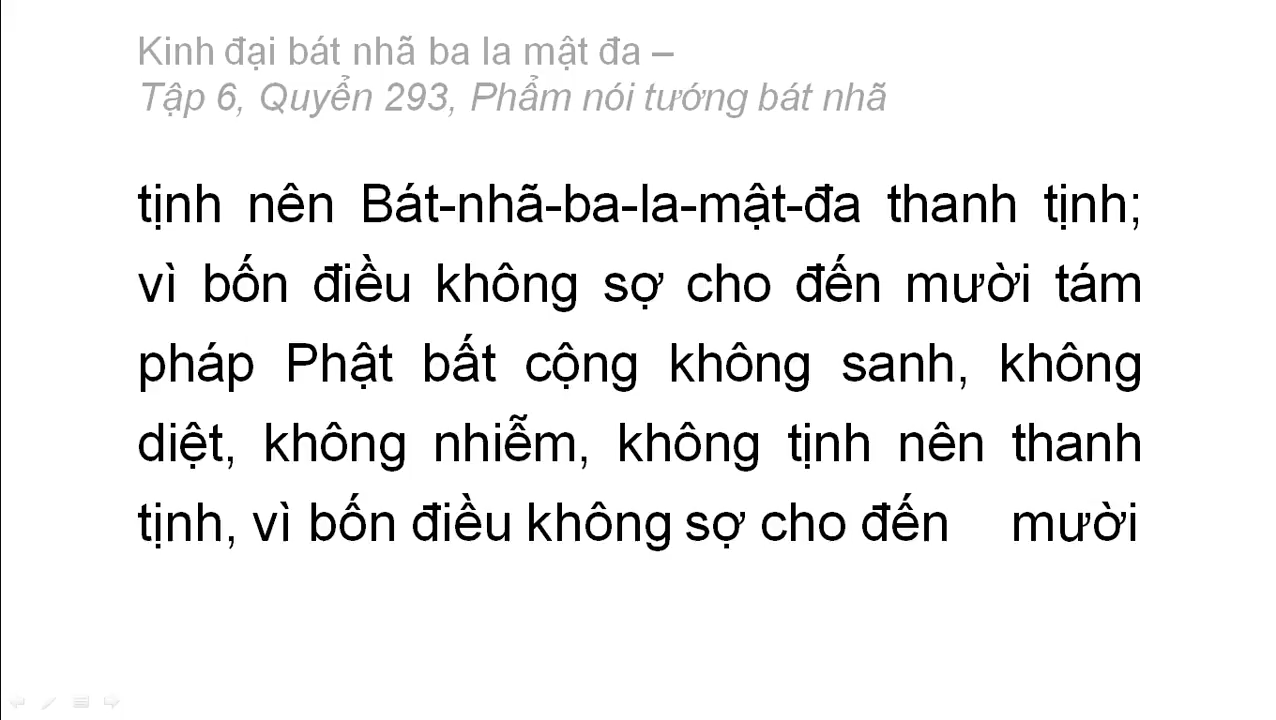 Kinh đại bát nhã ba la mật đa –
Tập 6, Quyển 293, Phẩm nói tướng bát nhã
tịnh nên Bát-nhã-ba-la-mật-đa thanh tịnh;
vì bốn điều không sợ cho đến mười tám
pháp Phật bất cộng không sanh, không
diệt, không nhiễm, không tịnh nên thanh
tịnh, vì bốn điều không sợ cho đến mười